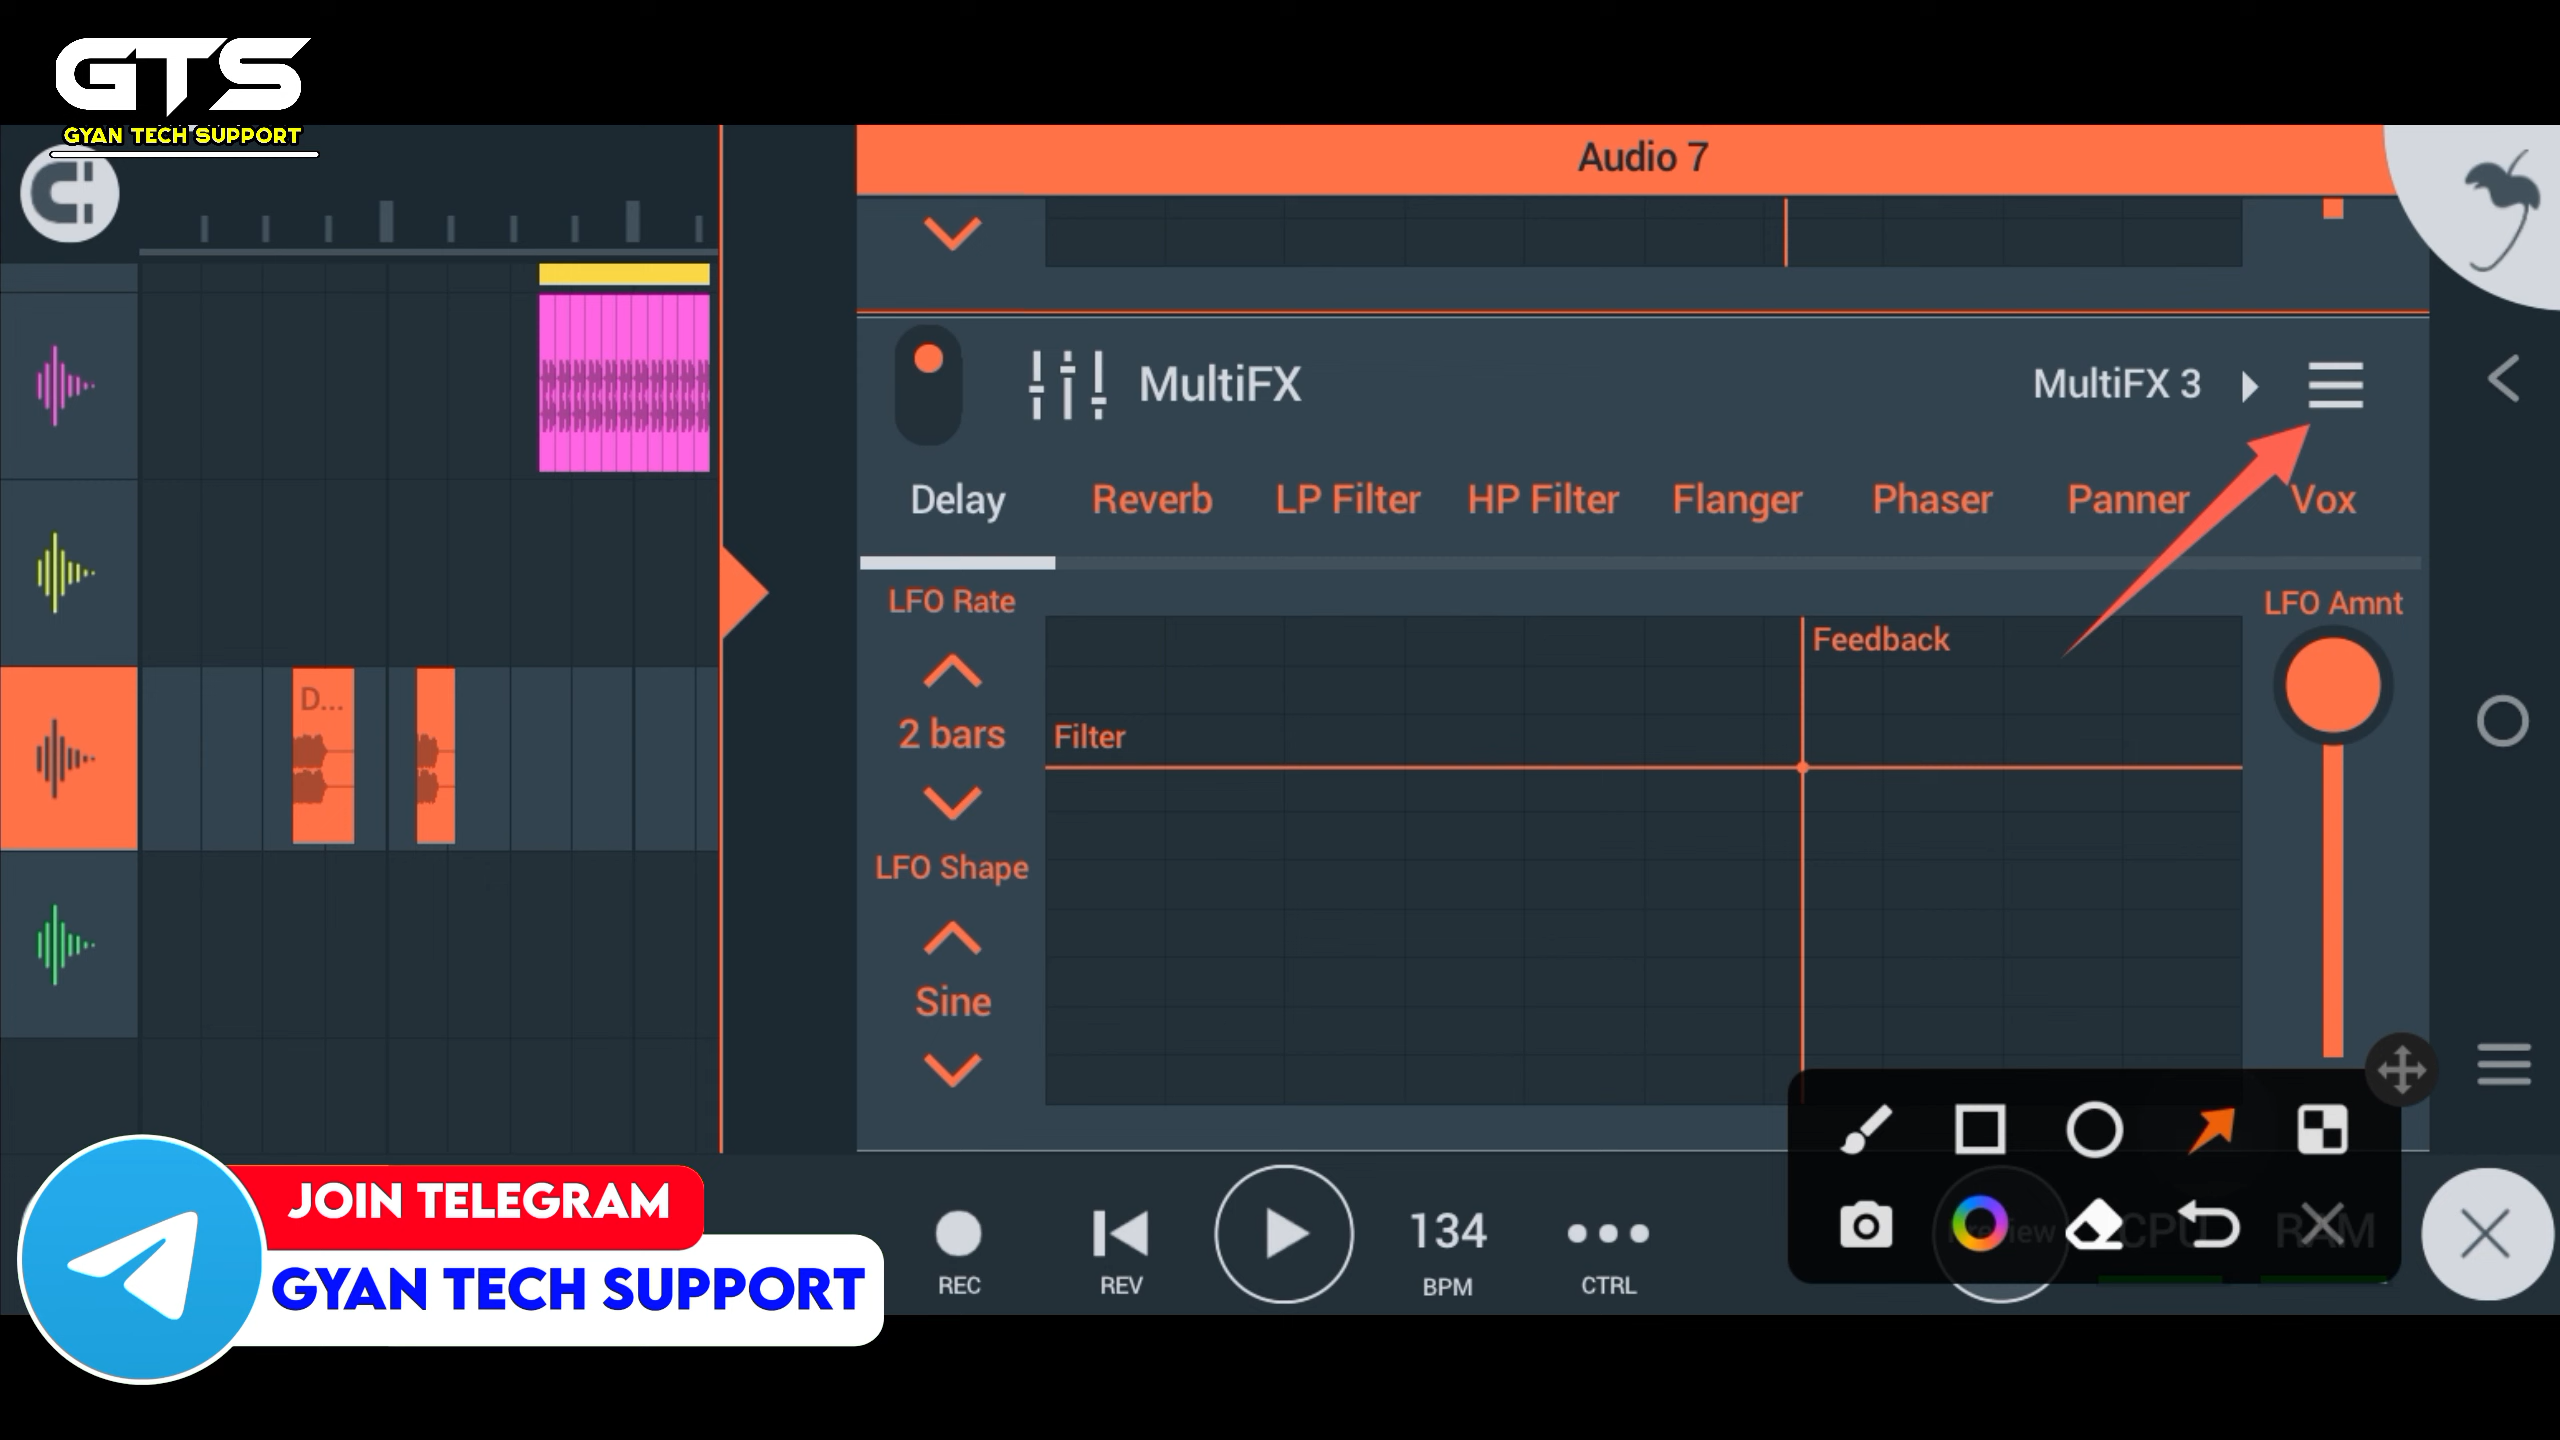 GTS
GYAN TECH SUPPORT
Audio 7
MultiFX
MultiFX 3
Delay
Reverb
LP Filter
HP Filter
Flanger
Phaser
Panner
Vox
LFO Rate
2 bars
LFO Shape
Sine
Filter
Feedback
LFO Amnt
D...
JOIN TELEGRAM
GYAN TECH SUPPORT
REC
REV
134
BPM
CTRL
CPU
RAM